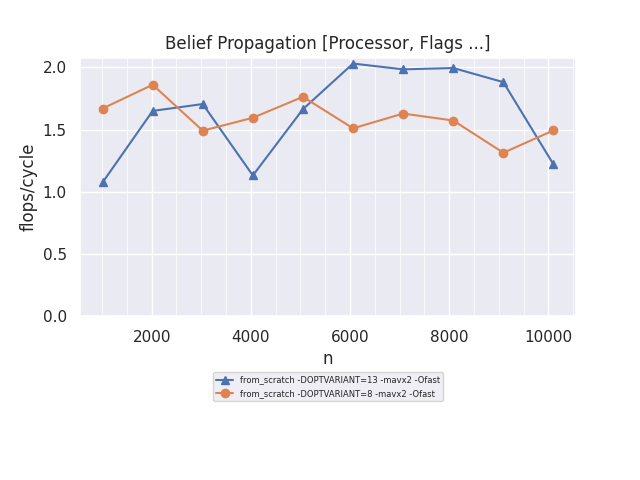 Belief Propagation [Processor, Flags ...]
2.0
1.5
1.0
0.5
0.0
flops/cycle
2000 4000 6000 8000 10000
n
from_scratch -DOPTVARIANT=13 -mavx2 -Ofast
from_scratch -DOPTVARIANT=8 -mavx2 -Ofast